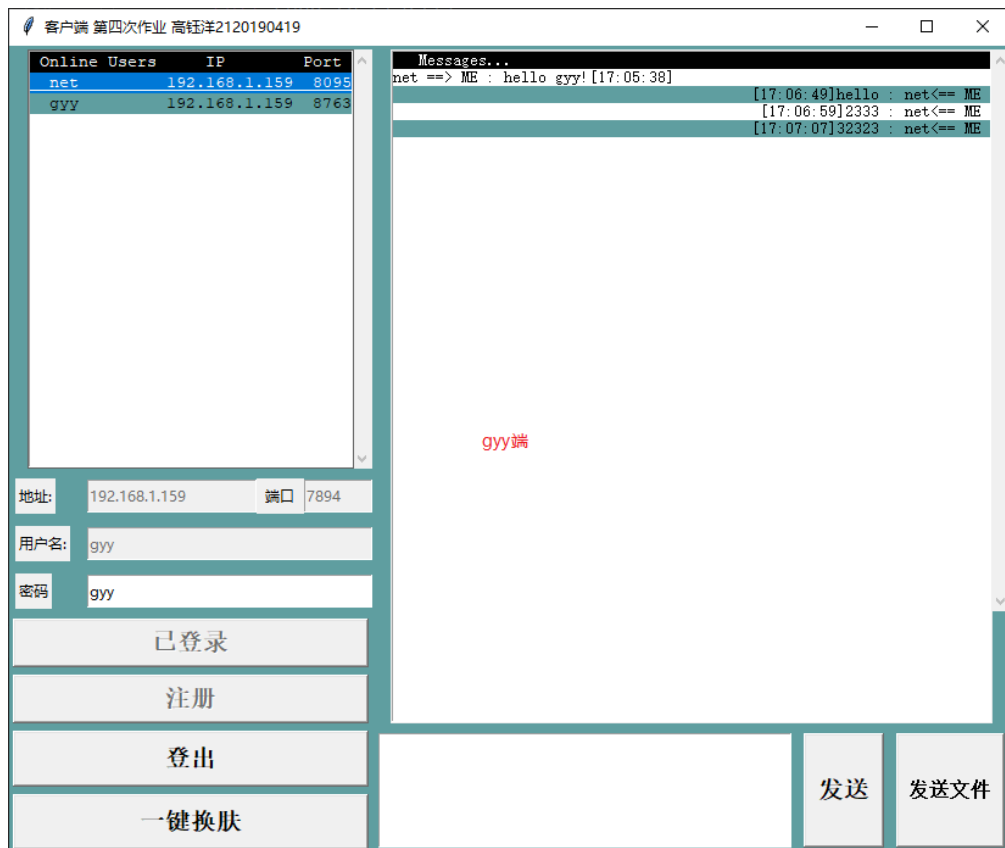 客户端 第四次作业 高钰洋2120190419
Online Users IP Port
net 192.168.1.159 8095
gyy 192.168.1.159 8763
Messages...
net ==> ME : hello gyy![17:05:38]
[17:06:49]hello : net<== ME
[17:06:59]2333 : net<== ME
[17:07:07]32323 : net<== ME
gyy端
地址: 192.168.1.159 端口 7894
用户名: gyy
密码 gyy
已登录
注册
登出
一键换肤
发送
发送文件